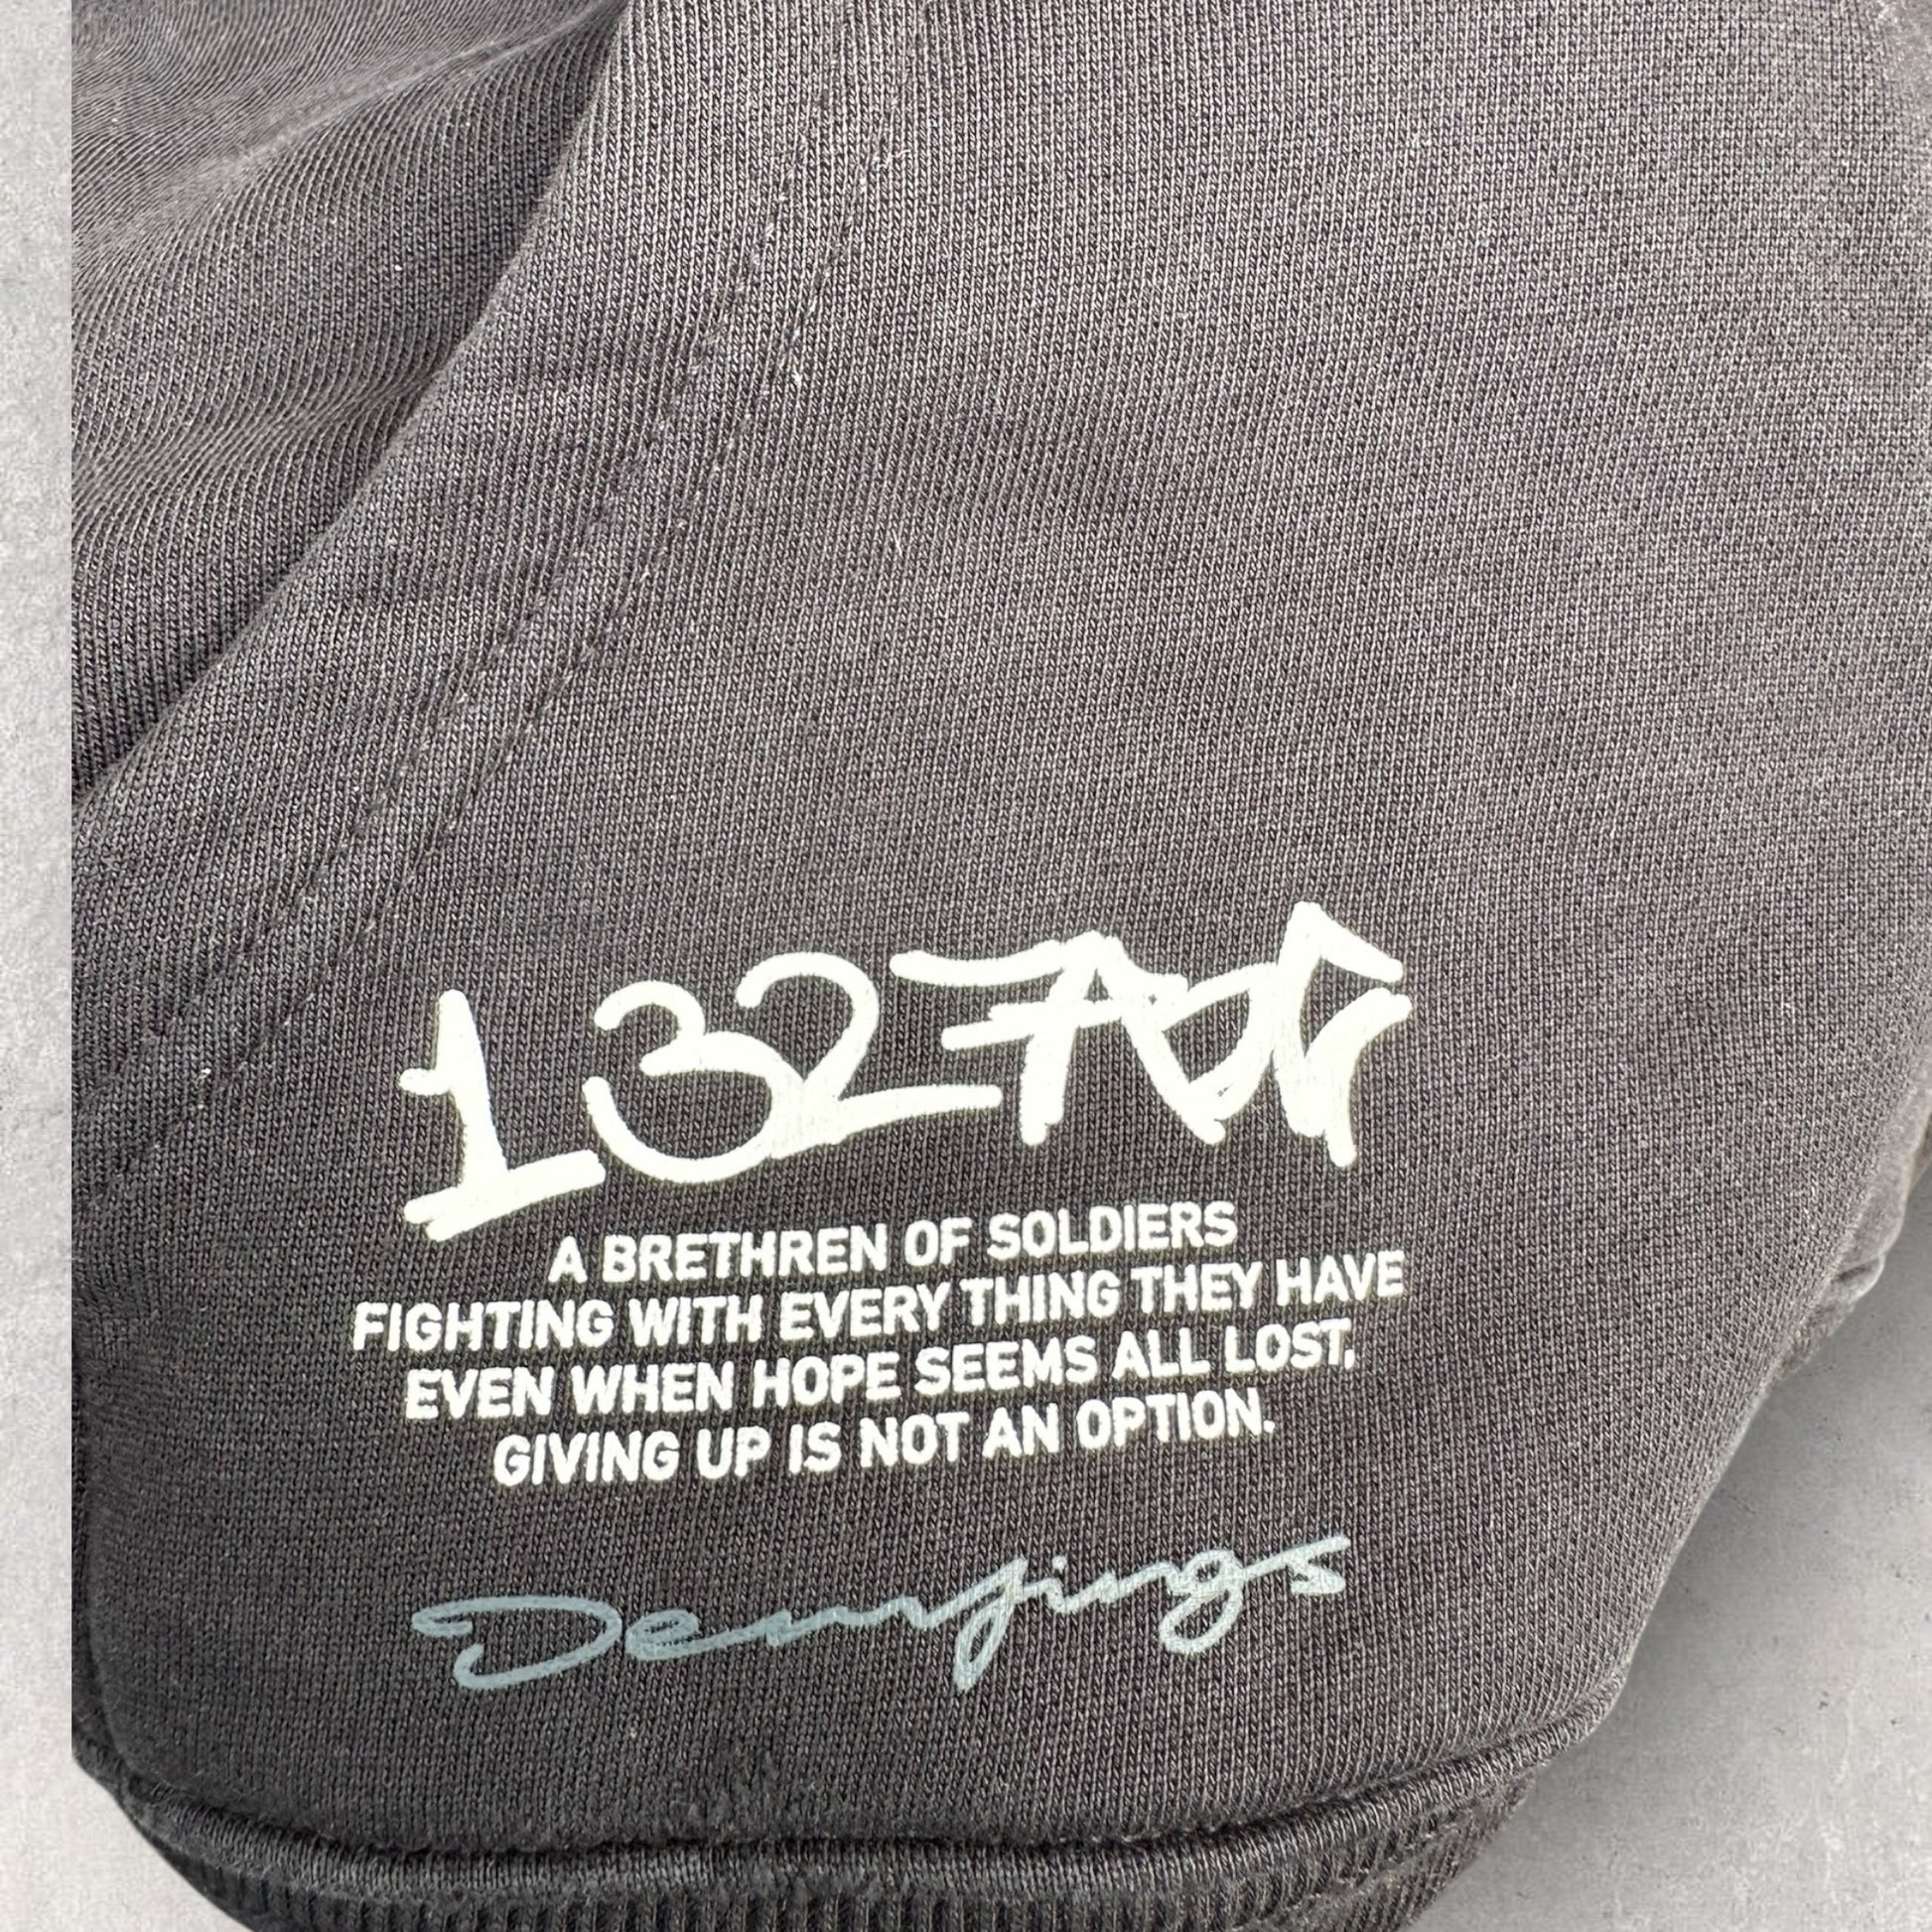 132
A BRETHREN OF SOLDIERS
FIGHTING WITH EVERY THING THEY HAVE
EVEN WHEN HOPE SEEMS ALL LOST,
GIVING UP IS NOT AN OPTION.